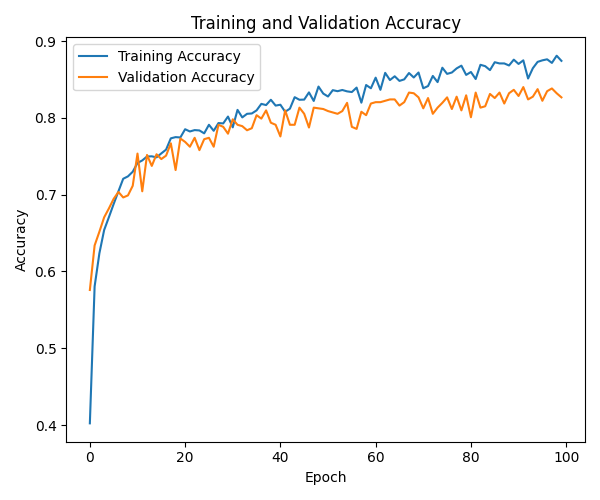 Training and Validation Accuracy
Training Accuracy
Validation Accuracy
0.9
0.8
0.7
0.6
0.5
0.4
Accuracy
0 20 40 60 80 100
Epoch